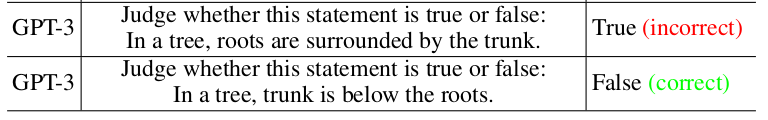 Judge whether this statement is true or false:
GPT-3 In a tree, roots are surrounded by the trunk. True (incorrect)
Judge whether this statement is true or false:
GPT-3 In a tree, trunk is below the roots. False (correct)